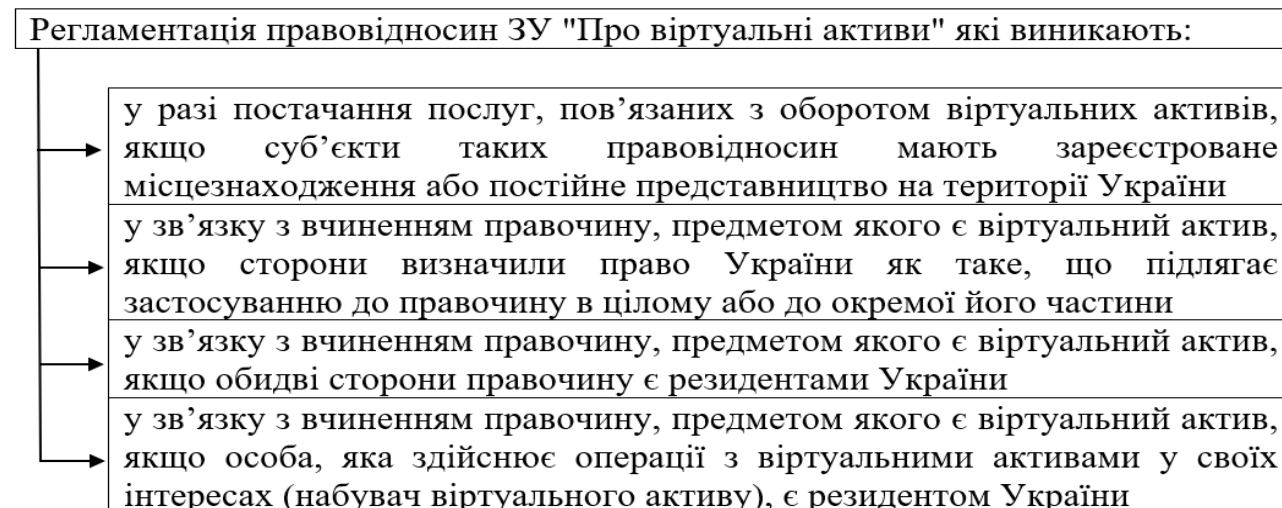 Регламентація правовідносин ЗУ "Про віртуальні активи" які виникають:
у разі постачання послуг, пов’язаних з оборотом віртуальних активів,
якщо суб’єкти таких правовідносин мають зареєстроване
місцезнаходження або постійне представництво на території України
у зв’язку з вчиненням правочину, предметом якого є віртуальний актив,
якщо сторони визначили право України як таке, що підлягає
застосуванню до правочину в цілому або до окремої його частини
у зв’язку з вчиненням правочину, предметом якого є віртуальний актив,
якщо обидві сторони правочину є резидентами України
у зв’язку з вчиненням правочину, предметом якого є віртуальний актив,
якщо особа, яка здійснює операції з віртуальними активами у своїх
інтересах (набувач віртуального активу), є резидентом України